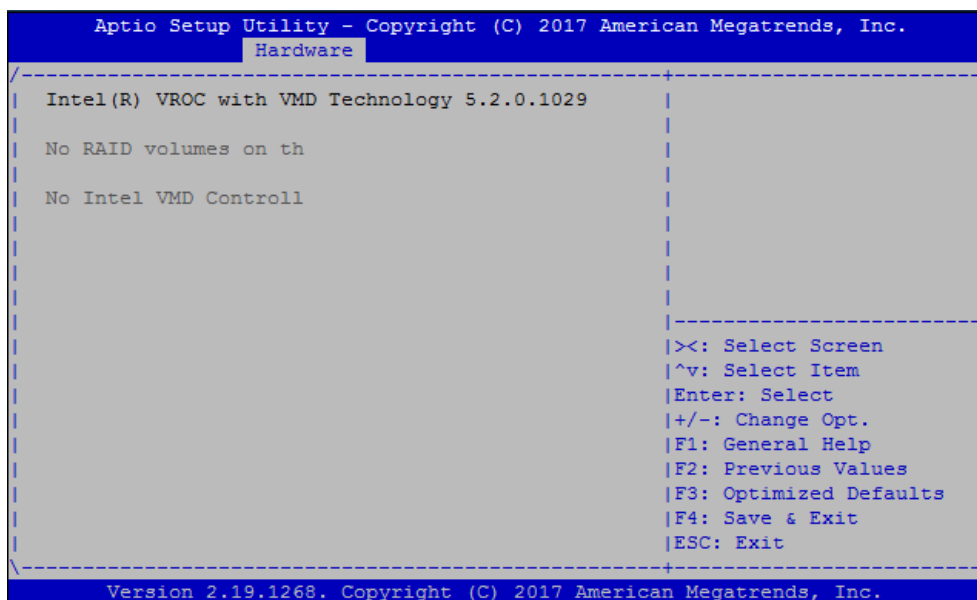 Aptio Setup Utility - Copyright (C) 2017 American Megatrends, Inc.
Hardware
Intel(R) VROC with VMD Technology 5.2.0.1029
No RAID volumes on th
No Intel VMD Controll
><: Select Screen
^v: Select Item
Enter: Select
+/-: Change Opt.
F1: General Help
F2: Previous Values
F3: Optimized Defaults
F4: Save & Exit
ESC: Exit
Version 2.19.1268. Copyright (C) 2017 American Megatrends, Inc.